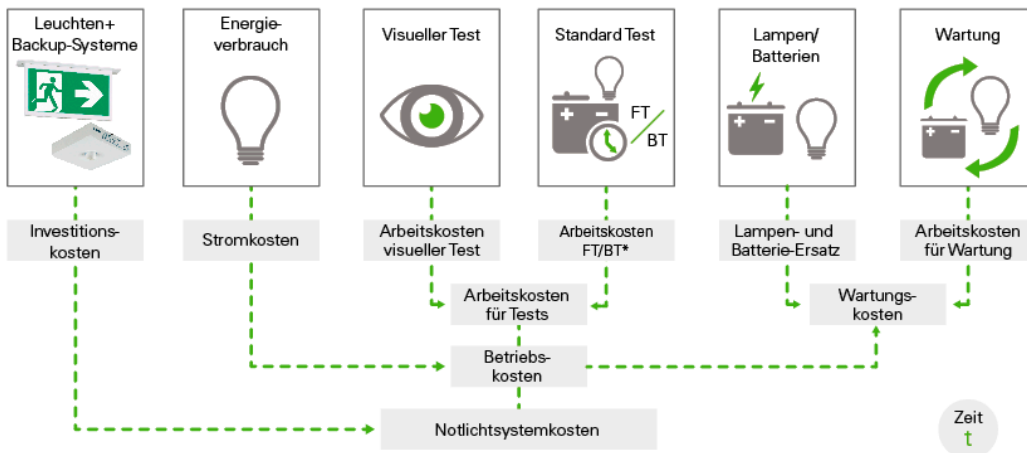 Leuchten+
Backup-Systeme
Energie-
verbrauch
Visueller Test
Standard Test
FT
BT
Lampen/
Batterien
Wartung
Investitions-
kosten
Stromkosten
Arbeitskosten
visueller Test
Arbeitskosten
FT/BT*
Lampen- und
Batterie-Ersatz
Arbeitskosten
für Wartung
Arbeitskosten
für Tests
Wartungs-
kosten
Betriebs-
kosten
Notlichtsystemkosten
Zeit
t